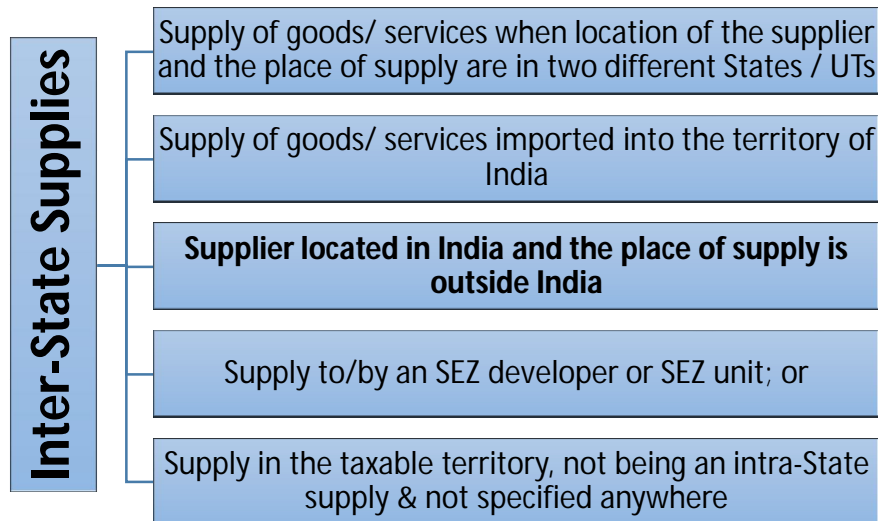 Inter-State Supplies
Supply of goods/ services when location of the supplier
and the place of supply are in two different States / UTs
Supply of goods/ services imported into the territory of
India
Supplier located in India and the place of supply is
outside India
Supply to/by an SEZ developer or SEZ unit; or
Supply in the taxable territory, not being an intra-State
supply & not specified anywhere